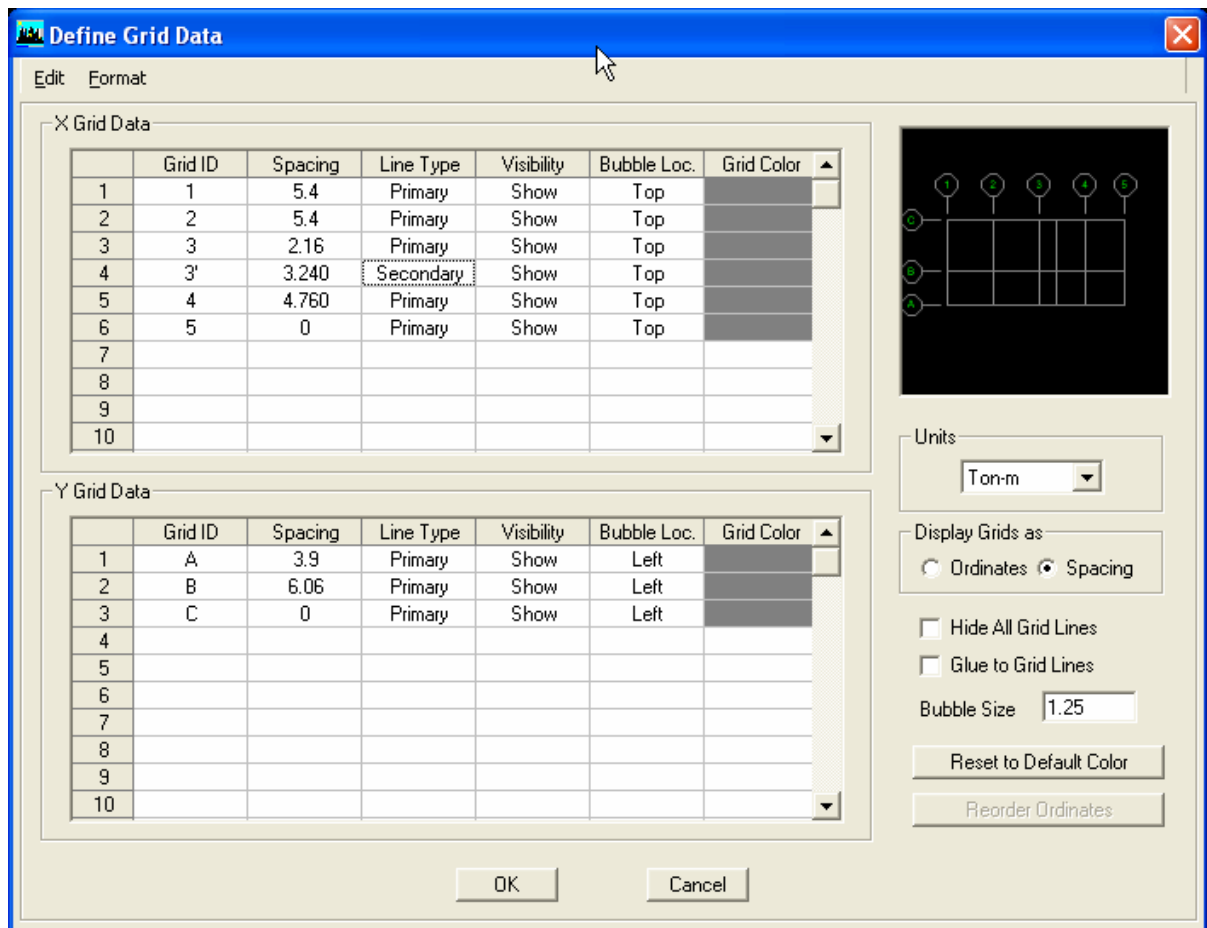 Define Grid Data
Edit Format
X Grid Data
Grid ID Spacing Line Type Visibility Bubble Loc. Grid Color
1 1 5.4 Primary Show Top
2 2 5.4 Primary Show Top
3 3 2.16 Primary Show Top
4 3' 3.240 Secondary Show Top
5 4 4.760 Primary Show Top
6 5 0 Primary Show Top
7
8
9
10
1 2 3 4 5
C
B
A
Units
Ton-m
Y Grid Data
Grid ID Spacing Line Type Visibility Bubble Loc. Grid Color
1 A 3.9 Primary Show Left
2 B 6.06 Primary Show Left
3 C 0 Primary Show Left
4
5
6
7
8
9
10
Display Grids as
Ordinates Spacing
Hide All Grid Lines
Glue to Grid Lines
Bubble Size 1.25
Reset to Default Color
Reorder Ordinates
OK Cancel